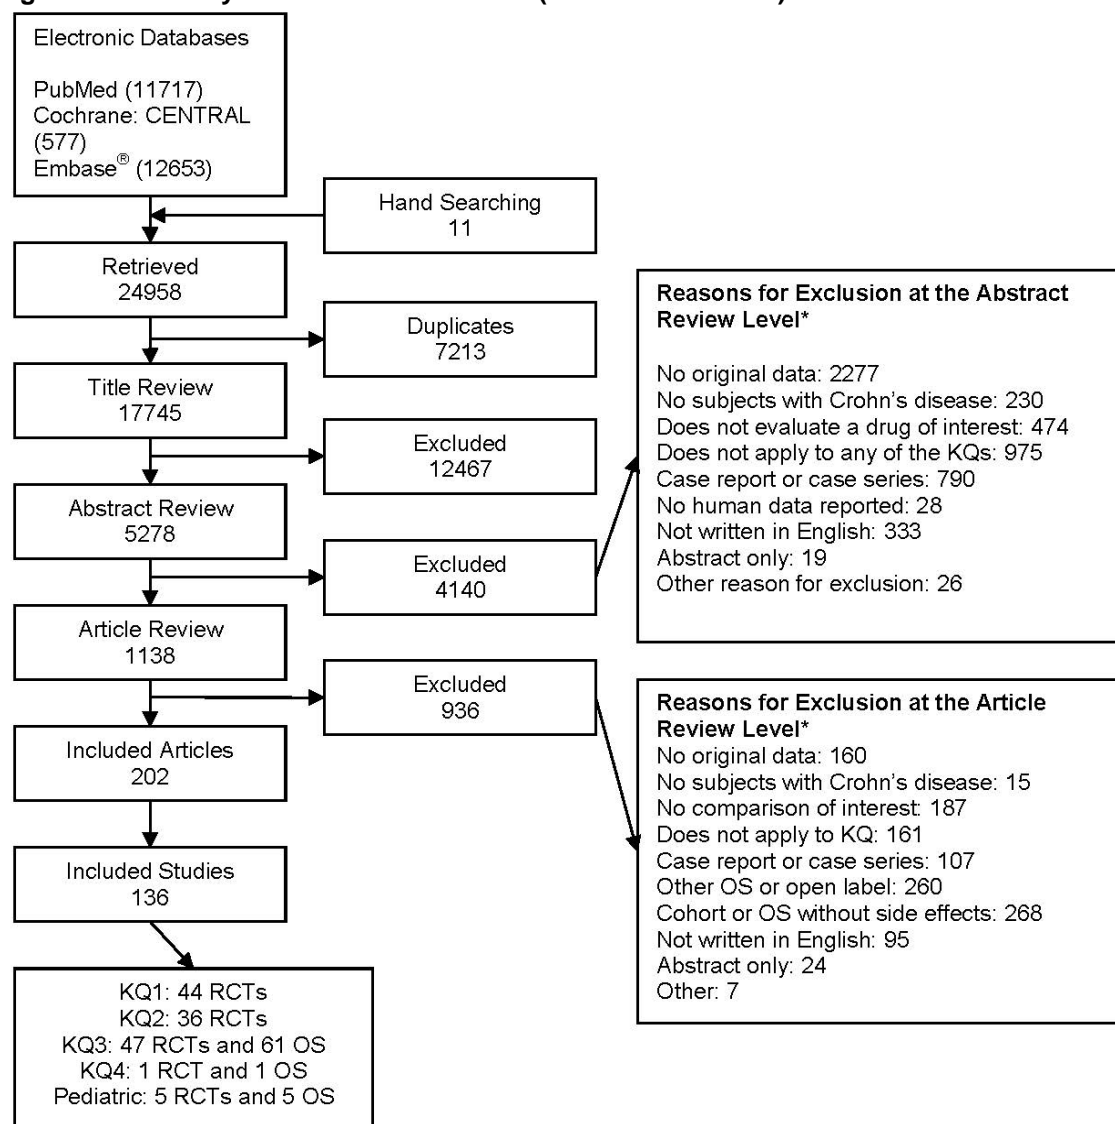 Electronic Databases
PubMed (11717)
Cochrane: CENTRAL
(577)
Embase® (12653)
Hand Searching
11
Retrieved
24958
Duplicates
7213
Title Review
17745
Excluded
12467
Abstract Review
5278
Excluded
4140
Reasons for Exclusion at the Abstract
Review Level*
No original data: 2277
No subjects with Crohn's disease: 230
Does not evaluate a drug of interest: 474
Does not apply to any of the KQs: 975
Case report or case series: 790
No human data reported: 28
Not written in English: 333
Abstract only: 19
Other reason for exclusion: 26
Article Review
1138
Excluded
936
Reasons for Exclusion at the Article
Review Level*
No original data: 160
No subjects with Crohn's disease: 15
No comparison of interest: 187
Does not apply to KQ: 161
Case report or case series: 107
Other OS or open label: 260
Cohort or OS without side effects: 268
Not written in English: 95
Abstract only: 24
Other: 7
Included Articles
202
Included Studies
136
KQ1: 44 RCTs
KQ2: 36 RCTs
KQ3: 47 RCTs and 61 OS
KQ4: 1 RCT and 1 OS
Pediatric: 5 RCTs and 5 OS